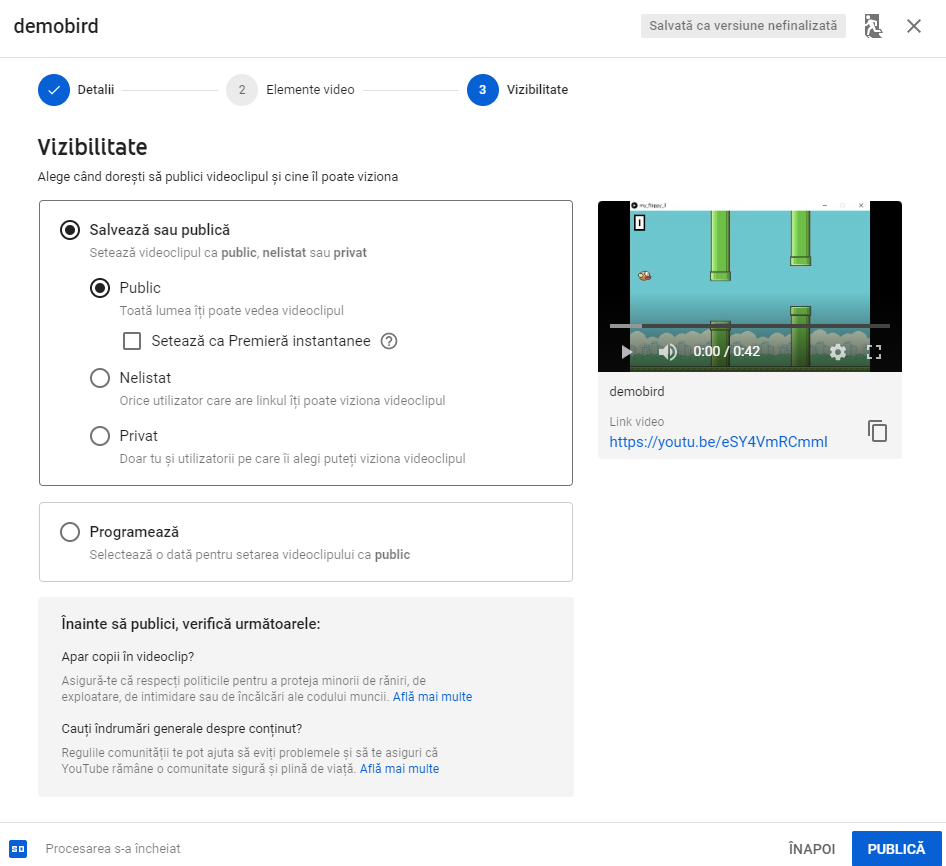 demobird
Salvată ca versiune nefinalizată
Detalii
2
Elemente video
3
Vizibilitate
Vizibilitate
Alege când dorești să publici videoclipul și cine îl poate viziona
Salvează sau publică
Setează videoclipul ca public, nelistat sau privat
Public
Toată lumea îți poate vedea videoclipul
Setează ca Premieră instantanee
Nelistat
Orice utilizator care are linkul îți poate viziona videoclipul
Privat
Doar tu și utilizatorii pe care îi alegi puteți viziona videoclipul
Programează
Selectează o dată pentru setarea videoclipului ca public
Înainte să publici, verifică următoarele:
Apar copii în videoclip?
Asigură-te că respecți politicile pentru a proteja minorii de răniri, de
exploatare, de intimidare sau de încălcări ale codului muncii. Află mai multe
Cauți îndrumări generale despre conținut?
Regulile comunității te pot ajuta să eviți problemele și să te asiguri că
YouTube rămâne o comunitate sigură și plină de viață. Află mai multe
0:00 / 0:42
demobird
Link video
https://youtu.be/eSY4VmRCmmI
SD
Procesarea s-a încheiat
ÎNAPOI
PUBLICĂ